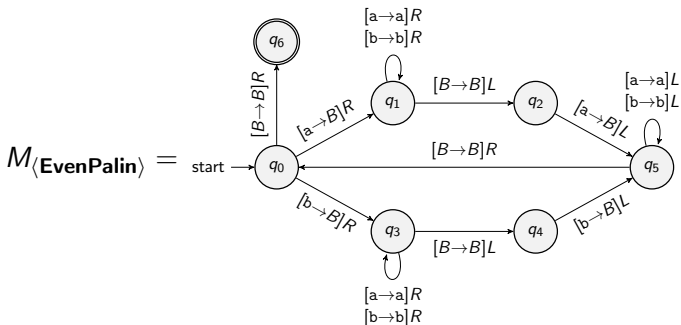 [a→a]R
[b→b]R
q6
[B→B]R
[a→B]R
q1
[B→B]L
q2
[a→B]L
[a→a]L
[b→b]L
M⟨EvenPalin⟩ =
start
q0
[B→B]R
q5
[b→B]R
q3
[B→B]L
q4
[b→B]L
[a→a]R
[b→b]R